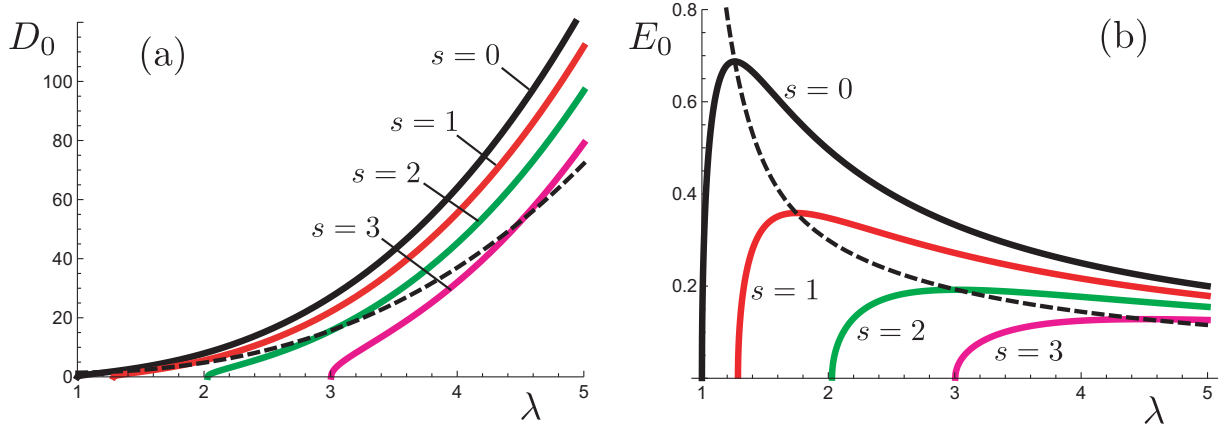 D₀
(a)
s = 0
s = 1
s = 2
s = 3
100
80
60
40
20
0
1
2
3
4
5
λ
E₀
(b)
0.8
0.6
0.4
0.2
s = 0
s = 1
s = 2
s = 3
1
2
3
4
5
λ